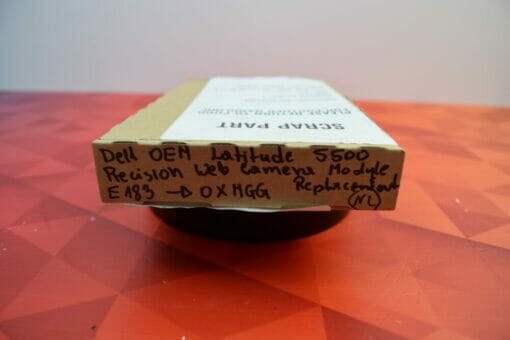 SCRAP PART
Dell OEM Latitude 5500
Precision Web Camera Module
E183 → 0XMGG Replacement
(NL)